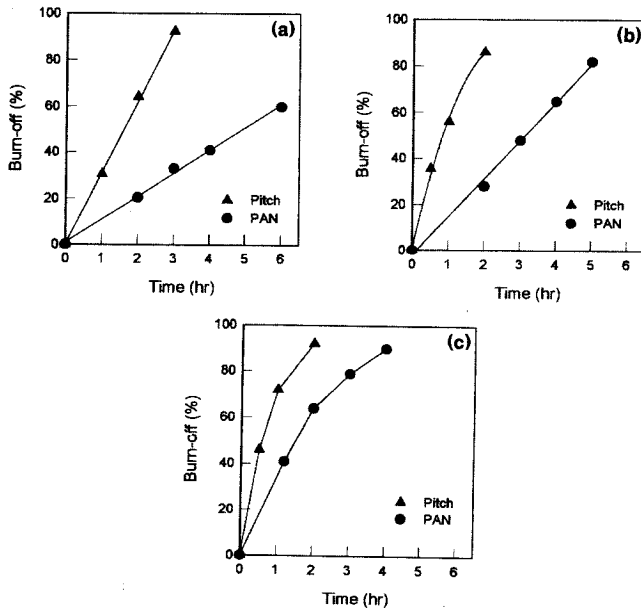 (a)
100
80
60
40
20
0
Burn-off (%)
Pitch
PAN
0 1 2 3 4 5 6
Time (hr)
(b)
100
80
60
40
20
0
Burn-off (%)
Pitch
PAN
0 1 2 3 4 5 6
Time (hr)
(c)
100
80
60
40
20
0
Burn-off (%)
Pitch
PAN
0 1 2 3 4 5 6
Time (hr)